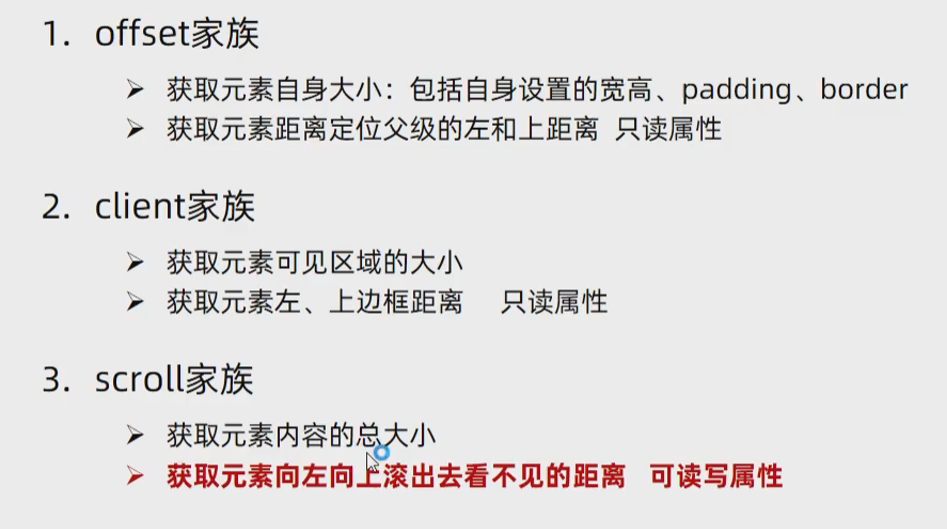 1. offset家族
➢ 获取元素自身大小：包括自身设置的宽高、padding、border
➢ 获取元素距离定位父级的左和上距离 只读属性
2. client家族
➢ 获取元素可见区域的大小
➢ 获取元素左、上边框距离 只读属性
3. scroll家族
➢ 获取元素内容的总大小
➢ 获取元素向左向上滚出去看不见的距离 可读写属性